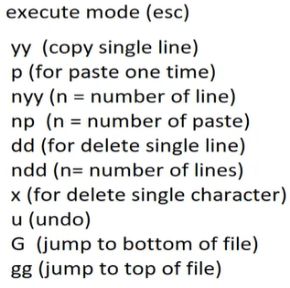 execute mode (esc)
yy (copy single line)
p (for paste one time)
nyy (n = number of line)
np (n = number of paste)
dd (for delete single line)
ndd (n= number of lines)
x (for delete single character)
u (undo)
G (jump to bottom of file)
gg (jump to top of file)